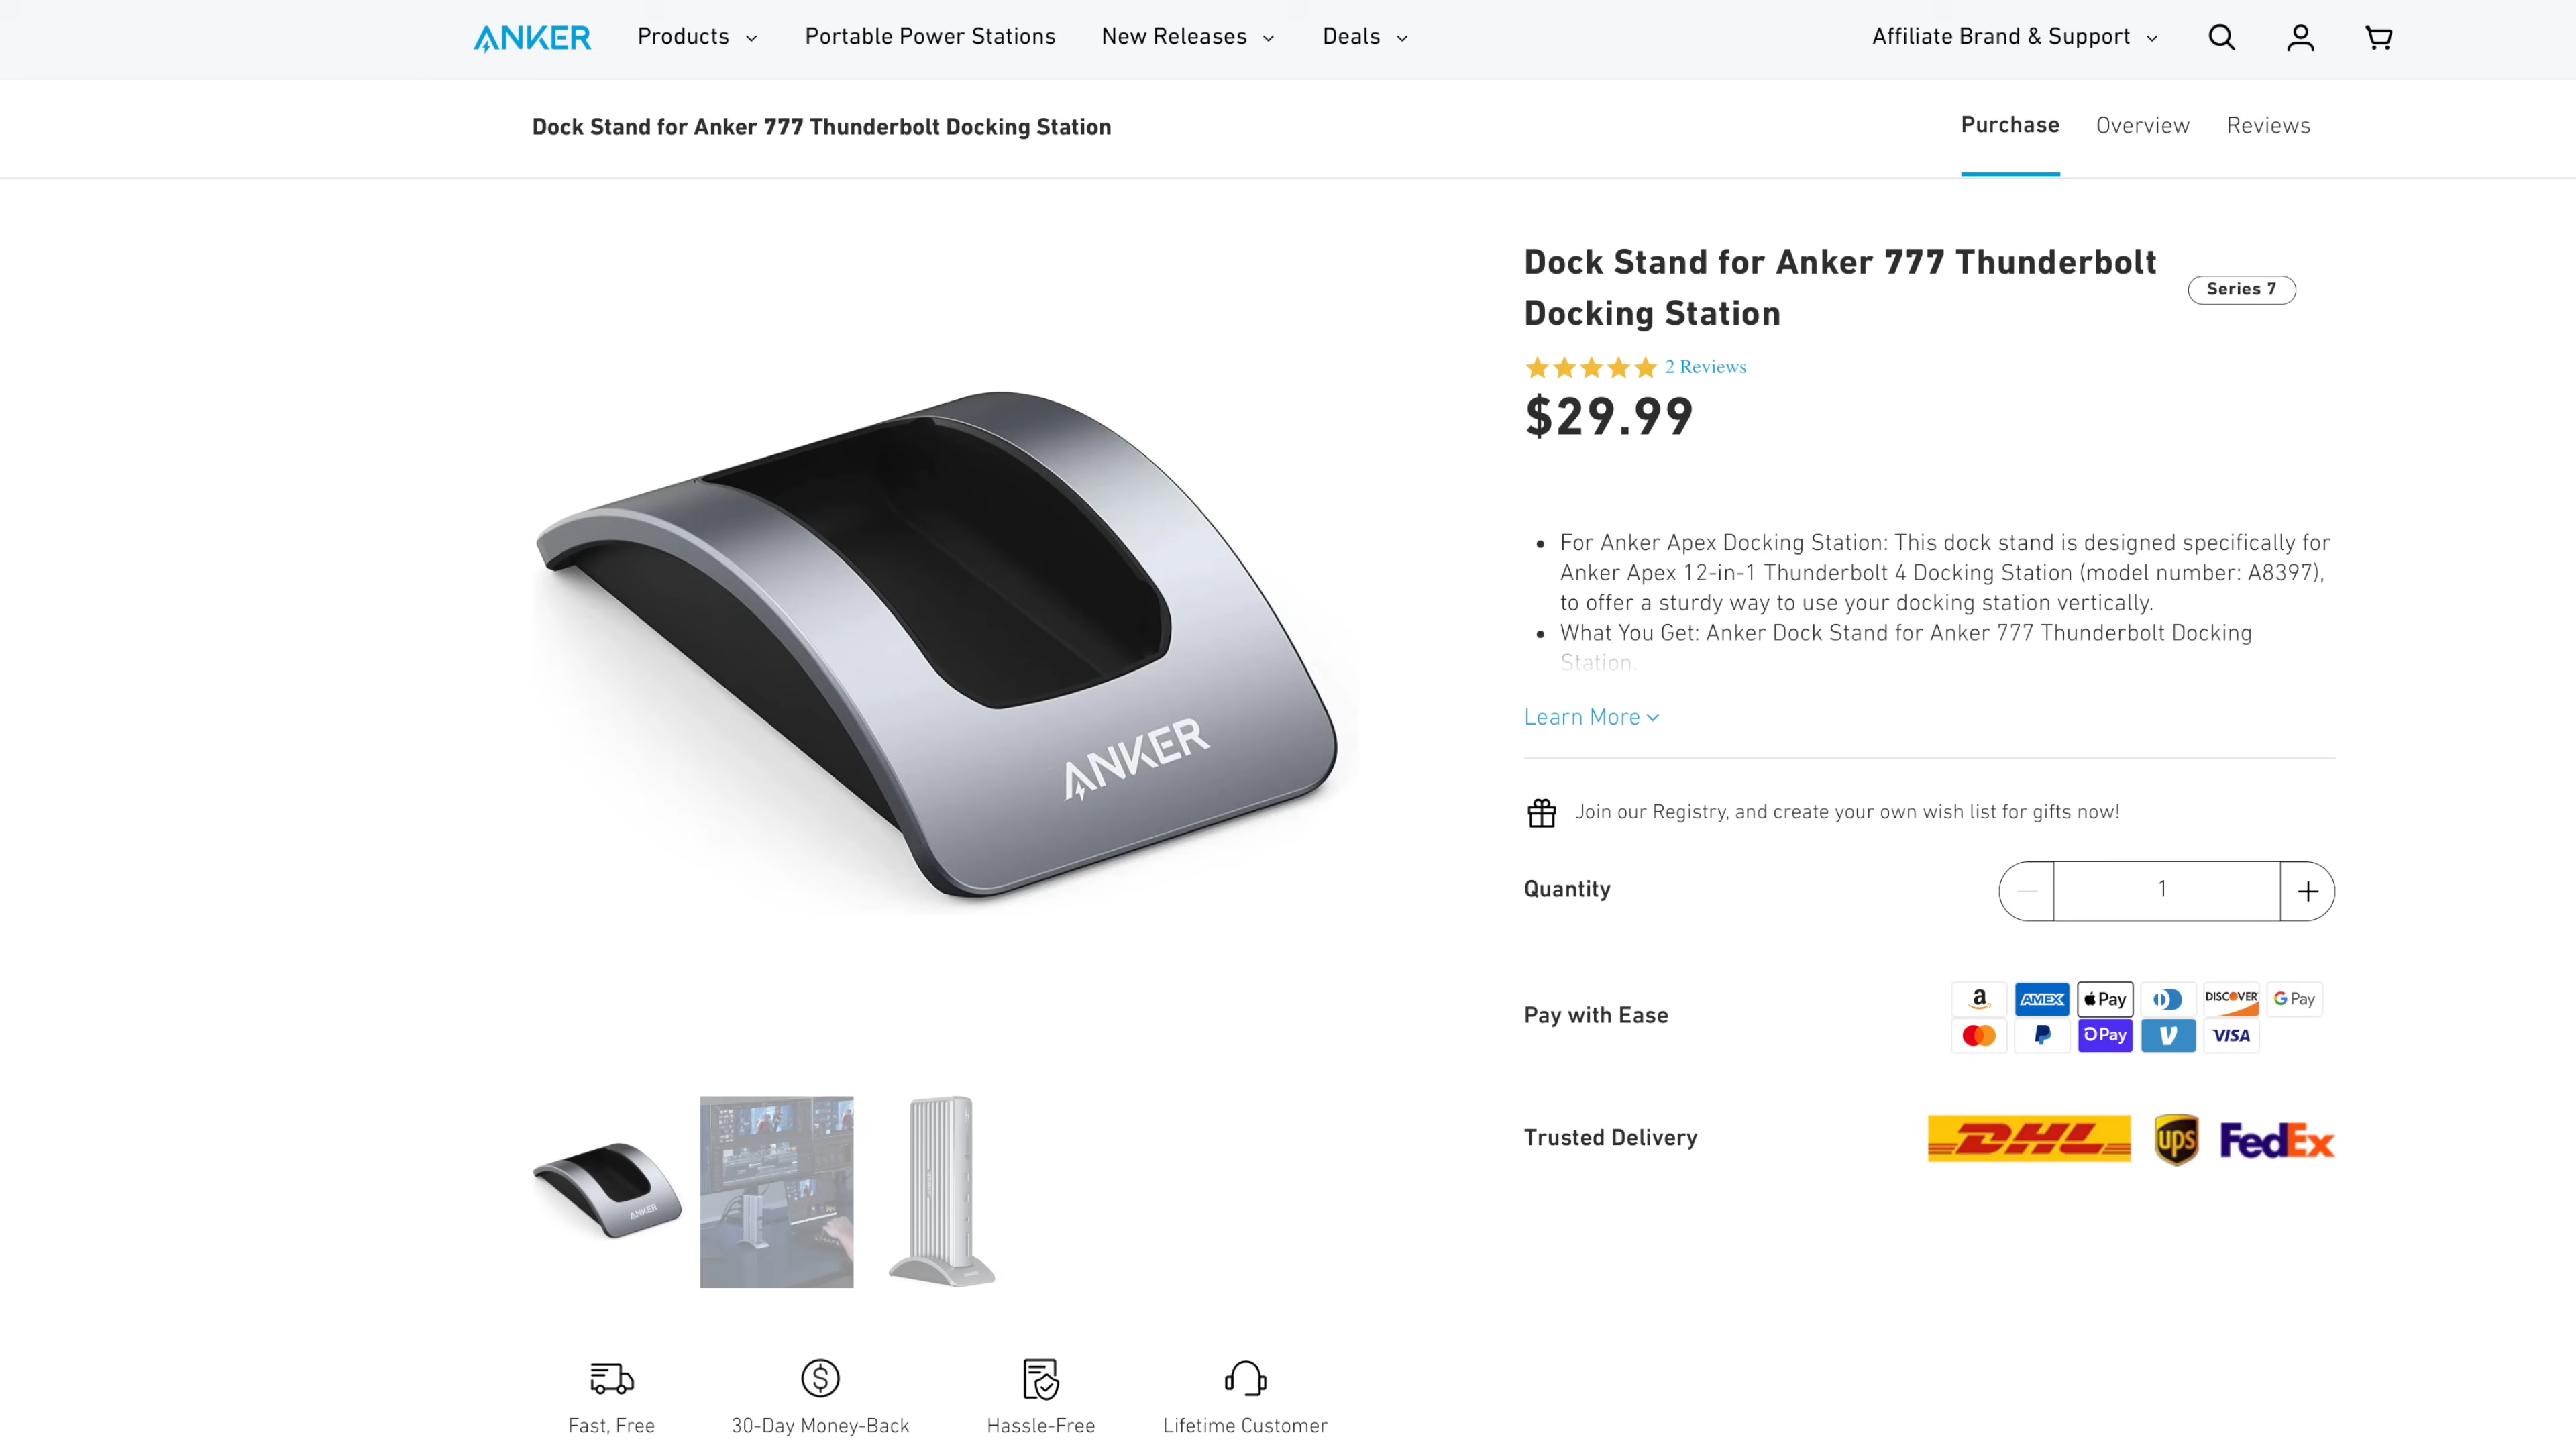 ANKER
Products
Portable Power Stations
New Releases
Deals
Affiliate Brand & Support
Dock Stand for Anker 777 Thunderbolt Docking Station
Purchase
Overview
Reviews
Dock Stand for Anker 777 Thunderbolt
Docking Station
Series 7
2 Reviews
$29.99
For Anker Apex Docking Station: This dock stand is designed specifically for
Anker Apex 12-in-1 Thunderbolt 4 Docking Station (model number: A8397),
to offer a sturdy way to use your docking station vertically.
What You Get: Anker Dock Stand for Anker 777 Thunderbolt Docking
Station.
Learn More
ANKER
Join our Registry, and create your own wish list for gifts now!
Quantity
1
Pay with Ease
a AMEX Pay DISCOVER G Pay
P Pay V VISA
Trusted Delivery
DHL ups FedEx
ANKER
Fast, Free
30-Day Money-Back
Hassle-Free
Lifetime Customer